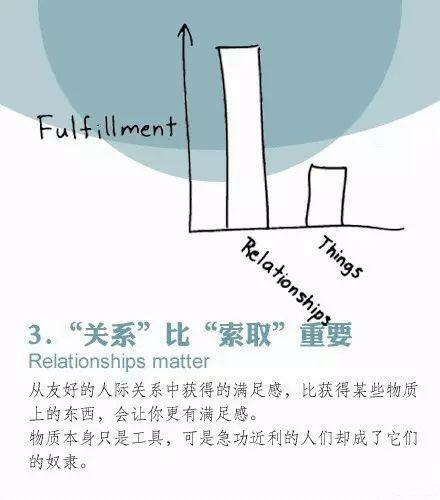 Fulfillment
Relationships
Things
3.“关系”比“索取”重要
Relationships matter
从友好的人际关系中获得的满足感，比获得某些物质
上的东西，会让你更有满足感。
物质本身只是工具，可是急功近利的人们却成了它们
的奴隶。